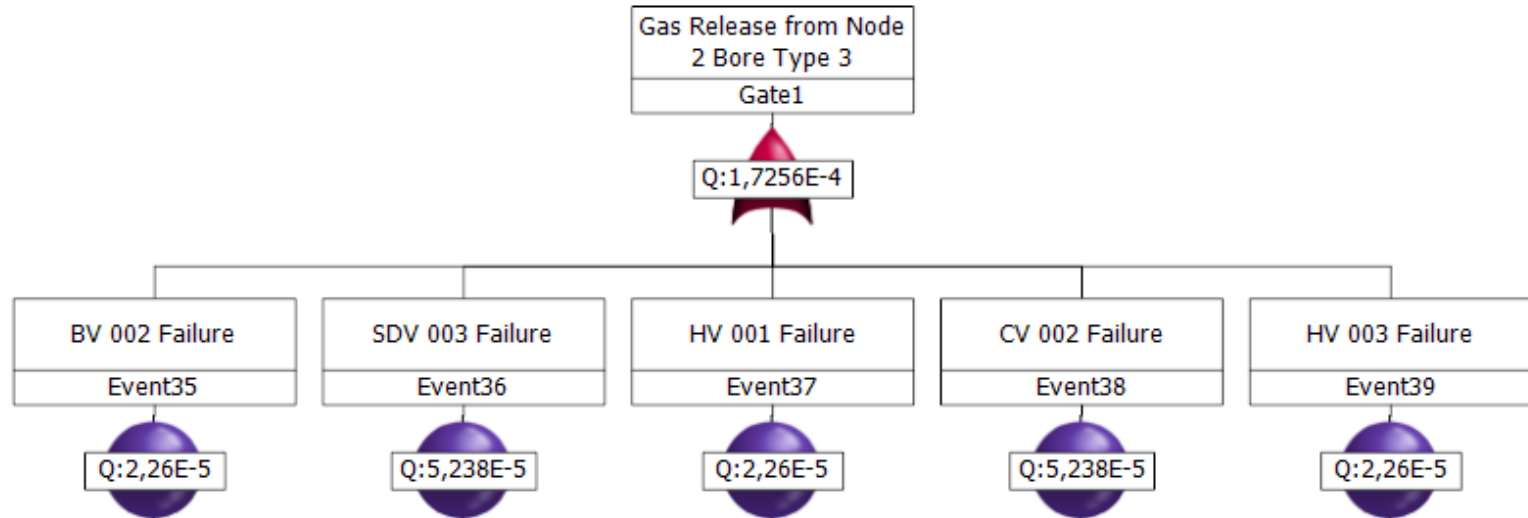 Gas Release from Node
2 Bore Type 3
Gate1
Q:1,7256E-4
BV 002 Failure
SDV 003 Failure
HV 001 Failure
CV 002 Failure
HV 003 Failure
Event35
Event36
Event37
Event38
Event39
Q:2,26E-5
Q:5,238E-5
Q:2,26E-5
Q:5,238E-5
Q:2,26E-5